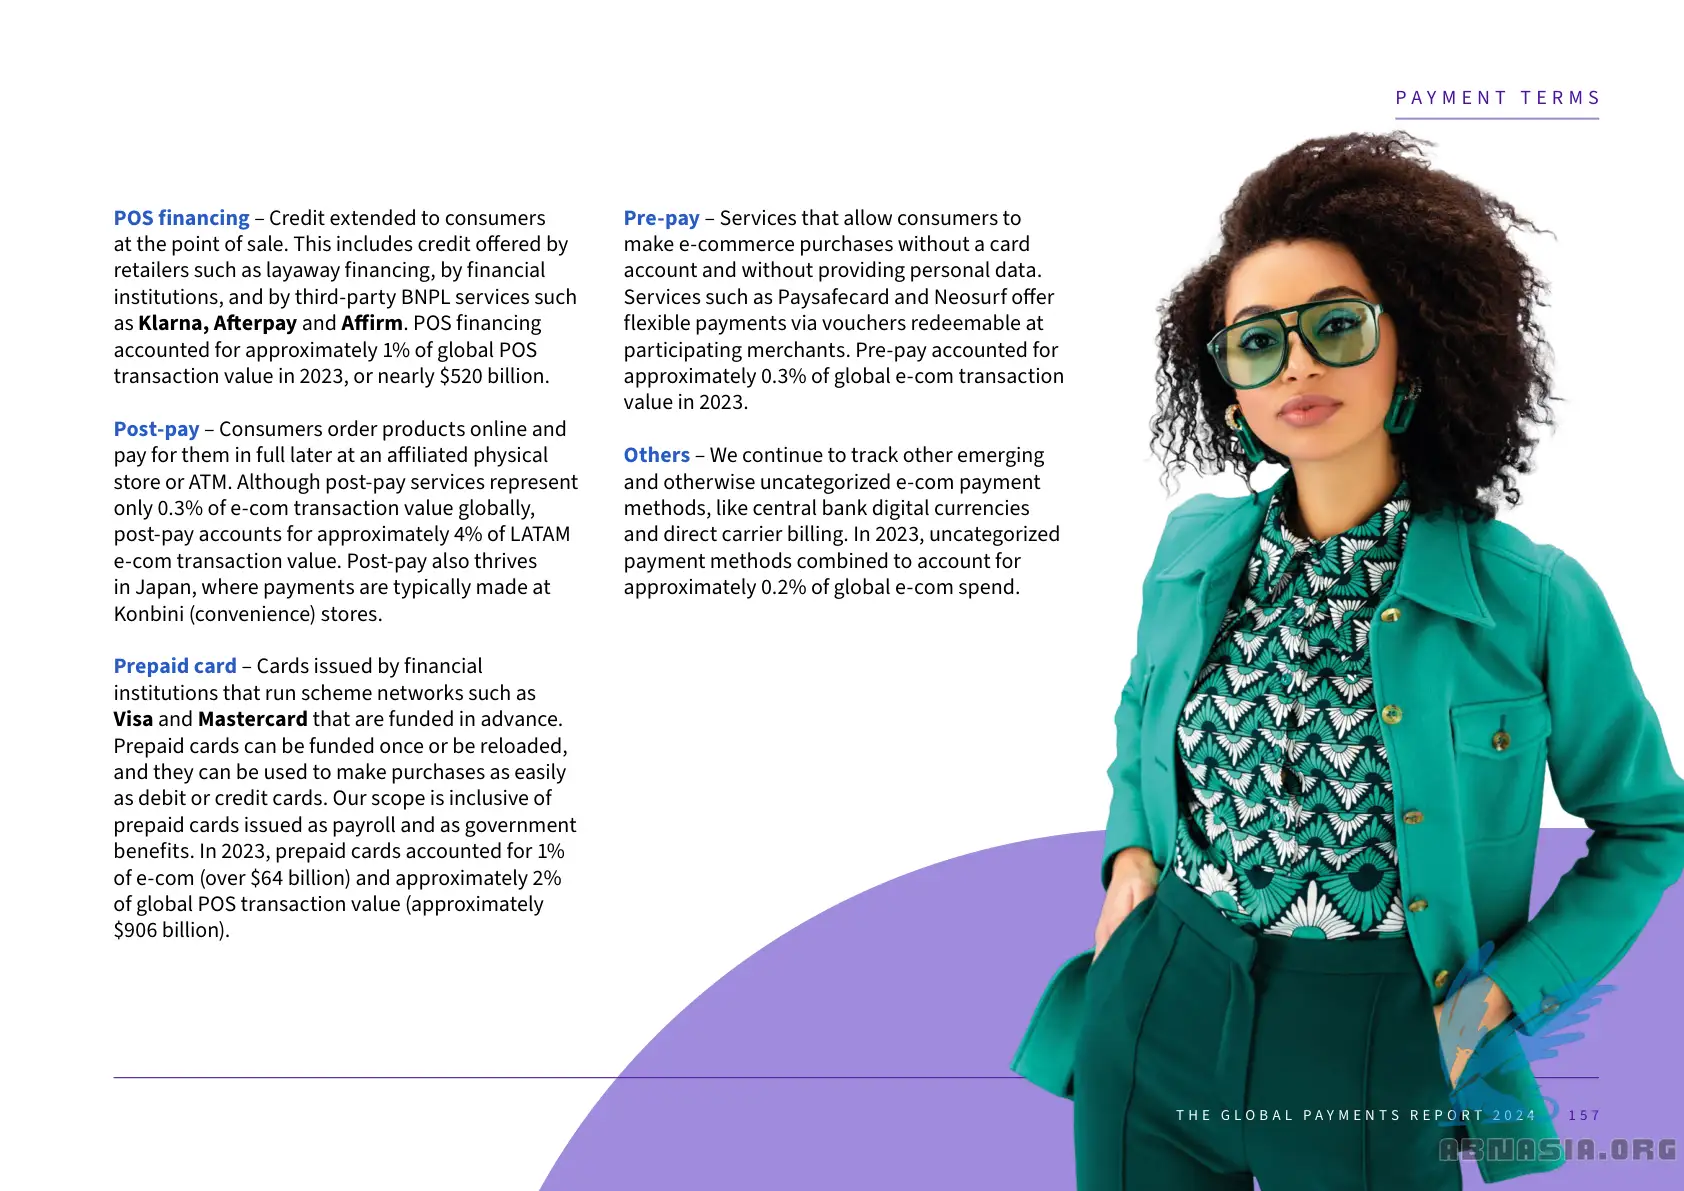 PAYMENT TERMS
POS financing – Credit extended to consumers
at the point of sale. This includes credit offered by
retailers such as layaway financing, by financial
institutions, and by third-party BNPL services such
as Klarna, Afterpay and Affirm. POS financing
accounted for approximately 1% of global POS
transaction value in 2023, or nearly $520 billion.
Post-pay – Consumers order products online and
pay for them in full later at an affiliated physical
store or ATM. Although post-pay services represent
only 0.3% of e-com transaction value globally,
post-pay accounts for approximately 4% of LATAM
e-com transaction value. Post-pay also thrives
in Japan, where payments are typically made at
Konbini (convenience) stores.
Prepaid card – Cards issued by financial
institutions that run scheme networks such as
Visa and Mastercard that are funded in advance.
Prepaid cards can be funded once or be reloaded,
and they can be used to make purchases as easily
as debit or credit cards. Our scope is inclusive of
prepaid cards issued as payroll and as government
benefits. In 2023, prepaid cards accounted for 1%
of e-com (over $64 billion) and approximately 2%
of global POS transaction value (approximately
$906 billion).
Pre-pay – Services that allow consumers to
make e-commerce purchases without a card
account and without providing personal data.
Services such as Paysafecard and Neosurf offer
flexible payments via vouchers redeemable at
participating merchants. Pre-pay accounted for
approximately 0.3% of global e-com transaction
value in 2023.
Others – We continue to track other emerging
and otherwise uncategorized e-com payment
methods, like central bank digital currencies
and direct carrier billing. In 2023, uncategorized
payment methods combined to account for
approximately 0.2% of global e-com spend.
THE GLOBAL PAYMENTS REPORT 2024 157
ABNASIA.ORG